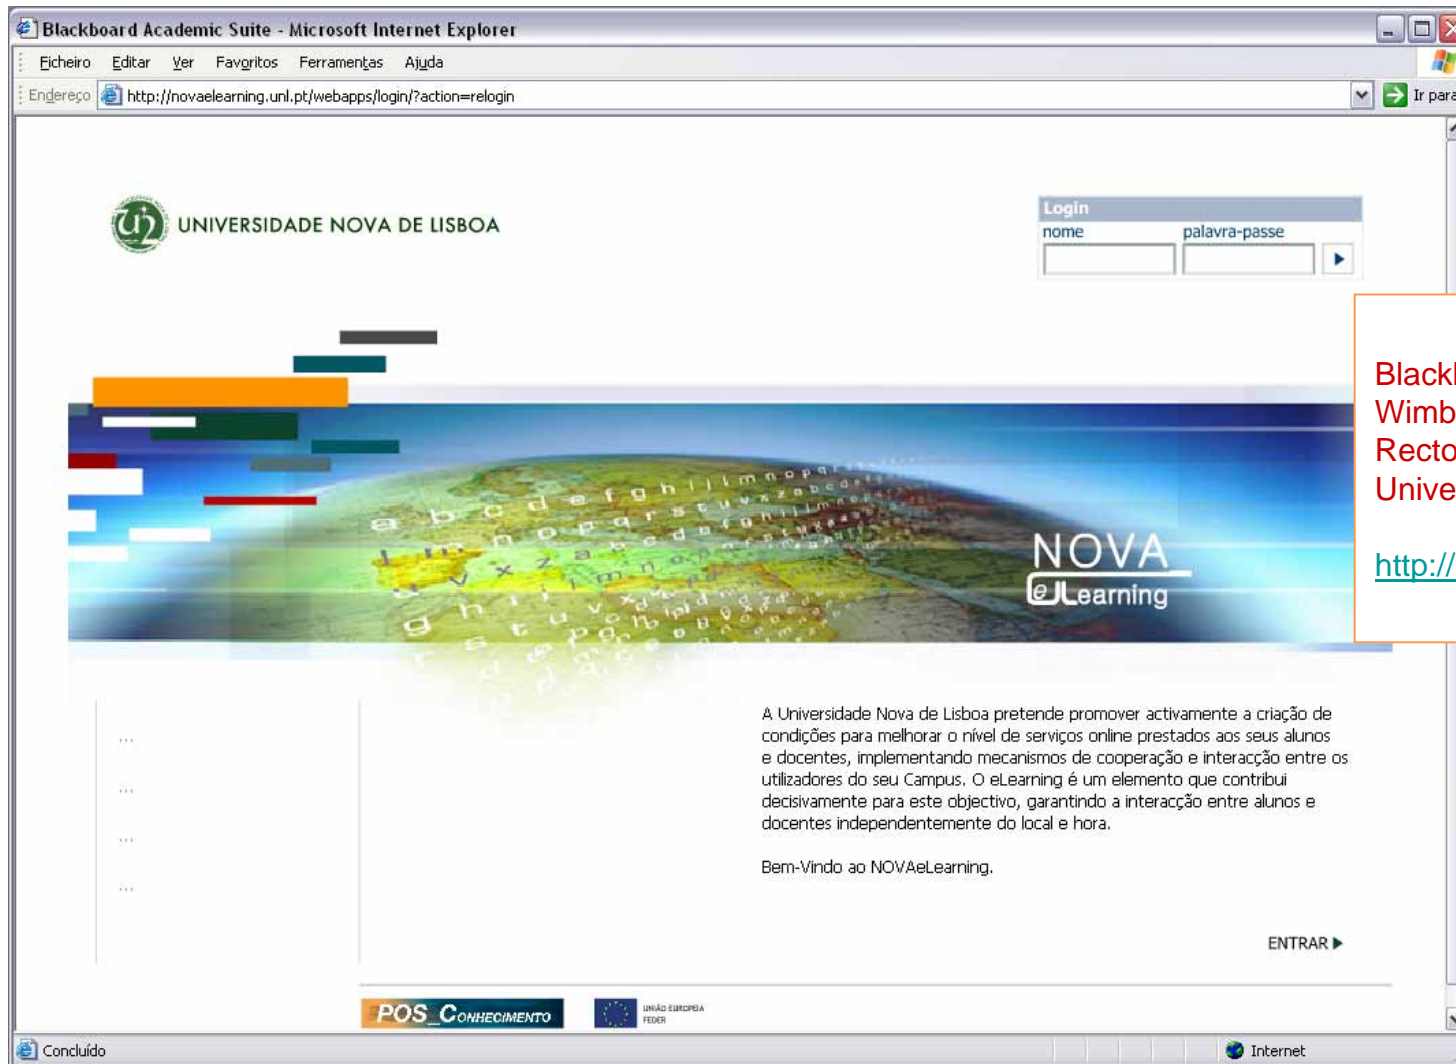 Blackboard Academic Suite - Microsoft Internet Explorer
Ficheiro Editar Ver Favoritos Ferramentas Ajuda
Endereço http://novaelearning.unl.pt/webapps/login/?action=relogin Ir para
UNIVERSIDADE NOVA DE LISBOA
Login
nome palavra-passe
http://
NOVA
eLearning
A Universidade Nova de Lisboa pretende promover activamente a criação de
condições para melhorar o nível de serviços online prestados aos seus alunos
e docentes, implementando mecanismos de cooperação e interacção entre os
utilizadores do seu Campus. O eLearning é um elemento que contribui
decisivamente para este objectivo, garantindo a interacção entre alunos e
docentes independentemente do local e hora.
Bem-Vindo ao NOVAeLearning.
...
...
...
...
ENTRAR
POS_CONHECIMENTO
UNIÃO EUROPEIA
FEDER
Concluído Internet